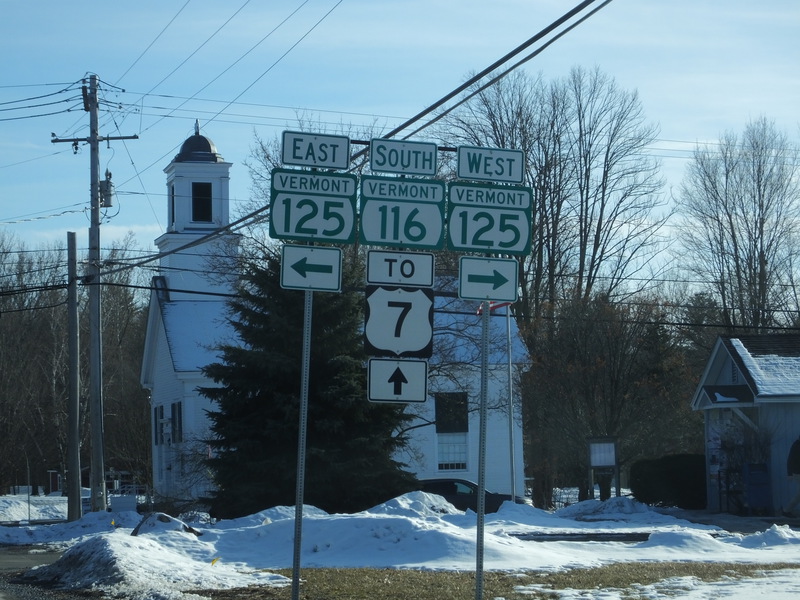 EAST
VERMONT
125
SOUTH
VERMONT
116
TO
7
WEST
VERMONT
125